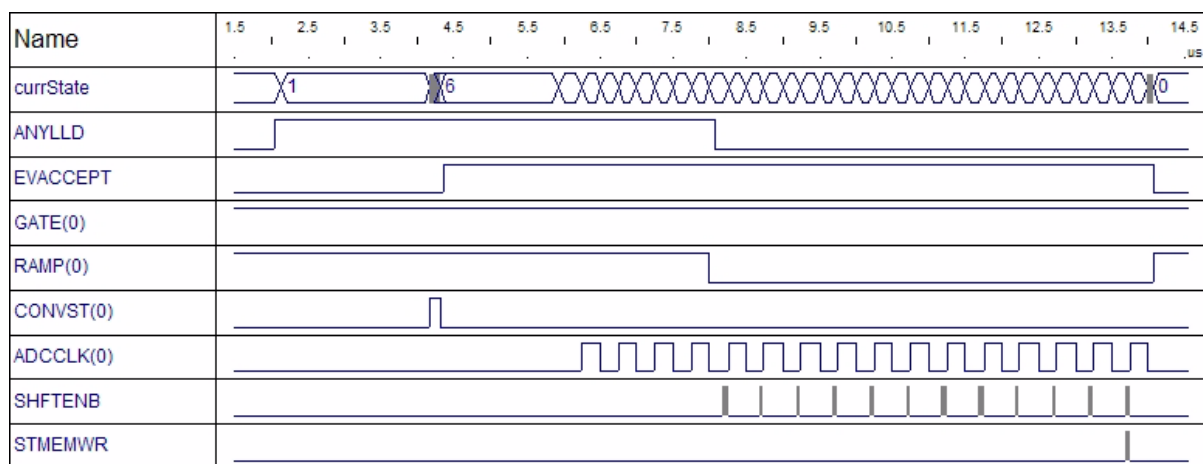 Name 1.5 2.5 3.5 4.5 5.5 6.5 7.5 8.5 9.5 10.5 11.5 12.5 13.5 14.5
us
currState 1 6 0
ANYLLD
EVACCEPT
GATE(0)
RAMP(0)
CONVST(0)
ADCCLK(0)
SHFTENB
STMEMWR